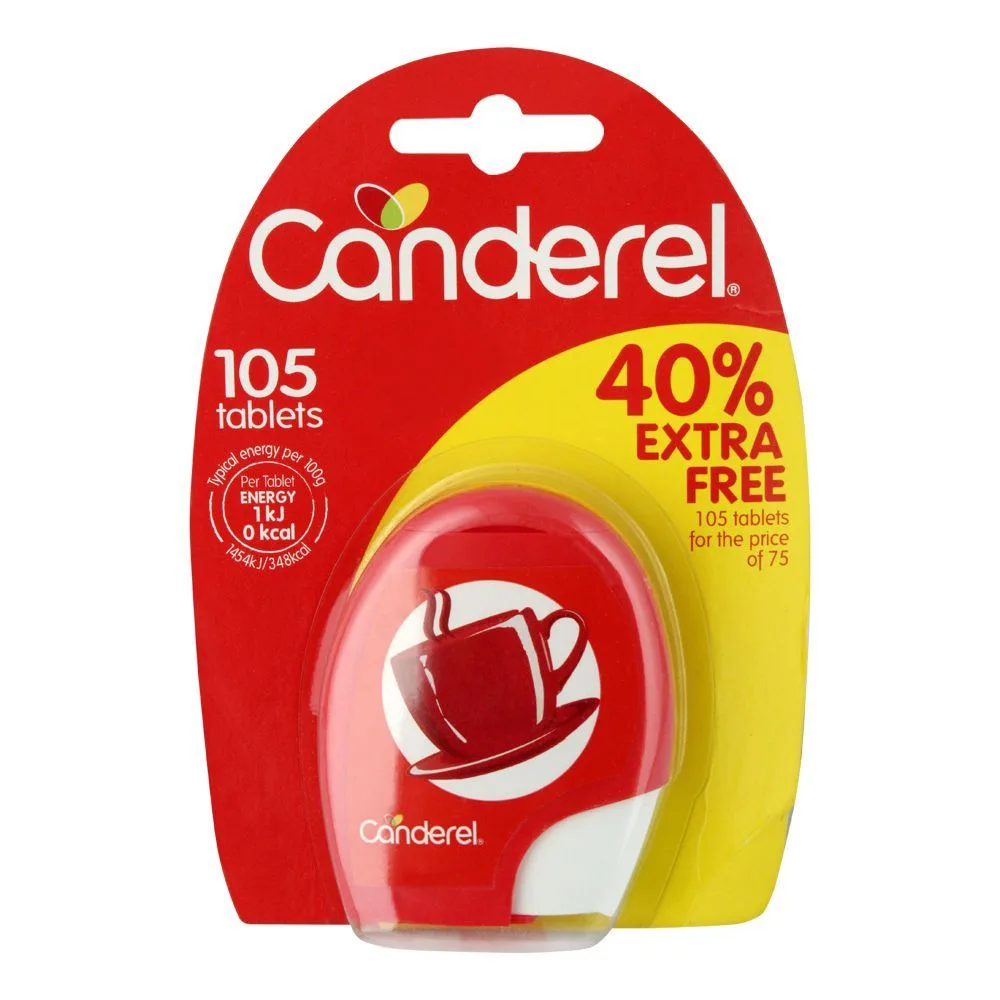 Canderel®
105
tablets
Typical energy per 100g
Per Tablet
ENERGY
1 kJ
0 kcal
1454kJ/348kcal
40%
EXTRA
FREE
105 tablets
for the price
of 75
Canderel®